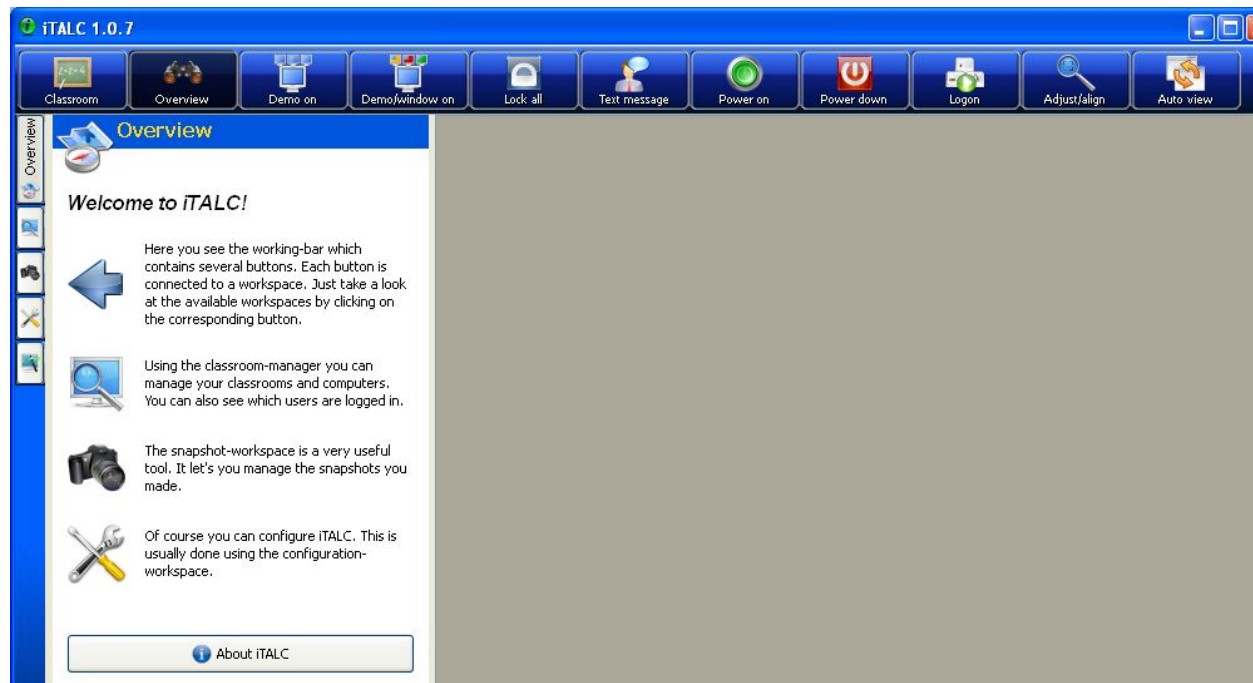 iTALC 1.0.7
Classroom
Overview
Demo on
Demo/window on
Lock all
Text message
Power on
Power down
Logon
Adjust/align
Auto view
Overview
Overview
Welcome to iTALC!
Here you see the working-bar which
contains several buttons. Each button is
connected to a workspace. Just take a look
at the available workspaces by clicking on
the corresponding button.
Using the classroom-manager you can
manage your classrooms and computers.
You can also see which users are logged in.
The snapshot-workspace is a very useful
tool. It let's you manage the snapshots you
made.
Of course you can configure iTALC. This is
usually done using the configuration-
workspace.
About iTALC